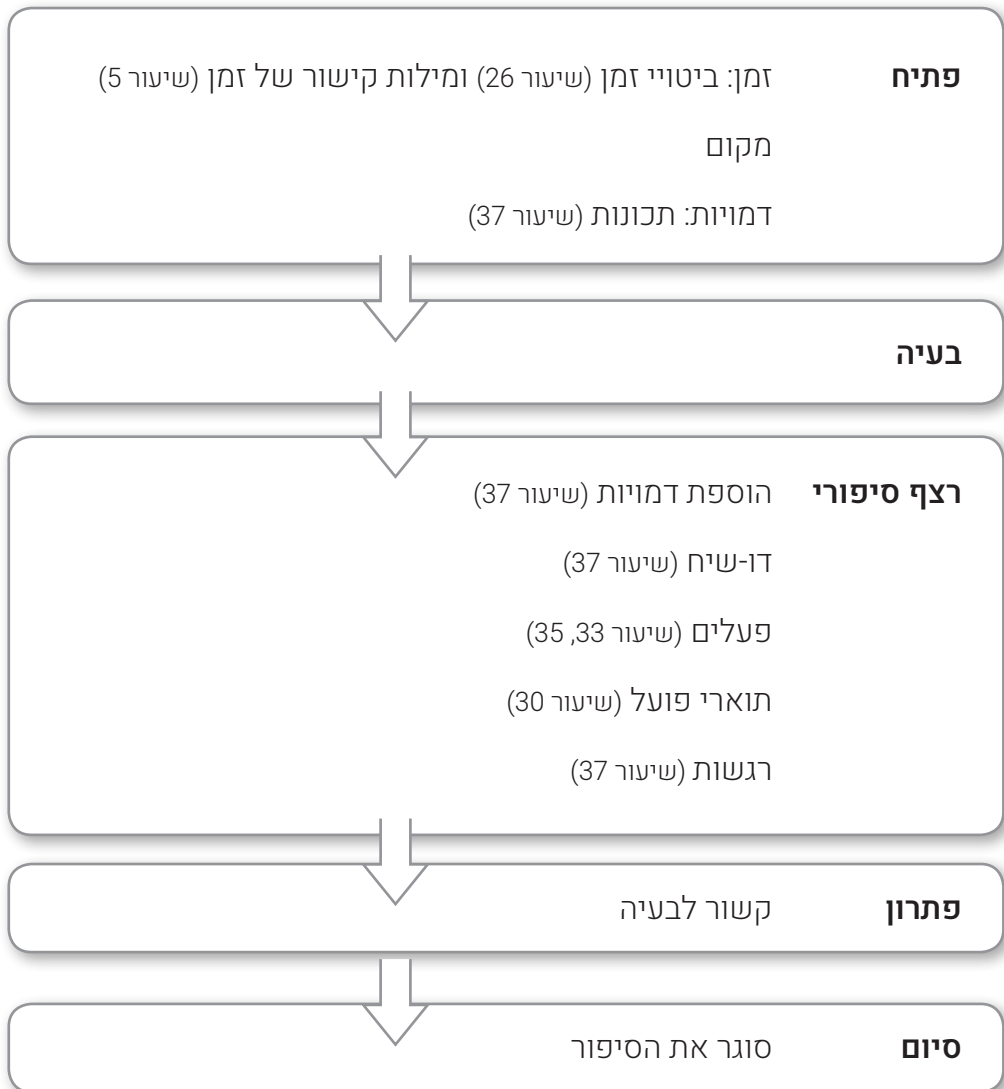 פתיח זמן: ביטויי זמן (שיעור 26) ומילות קישור של זמן (שיעור 5)
מקום
דמויות: תכונות (שיעור 37)
בעיה
רצף סיפורי הוספת דמויות (שיעור 37)
דו-שיח (שיעור 37)
פעלים (שיעור 33, 35)
תוארי פועל (שיעור 30)
רגשות (שיעור 37)
פתרון קשור לבעיה
סיום סוגר את הסיפור